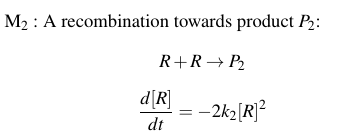 M₂ : A recombination towards product P₂:
R + R → P₂
d[R]/dt = −2k₂[R]²